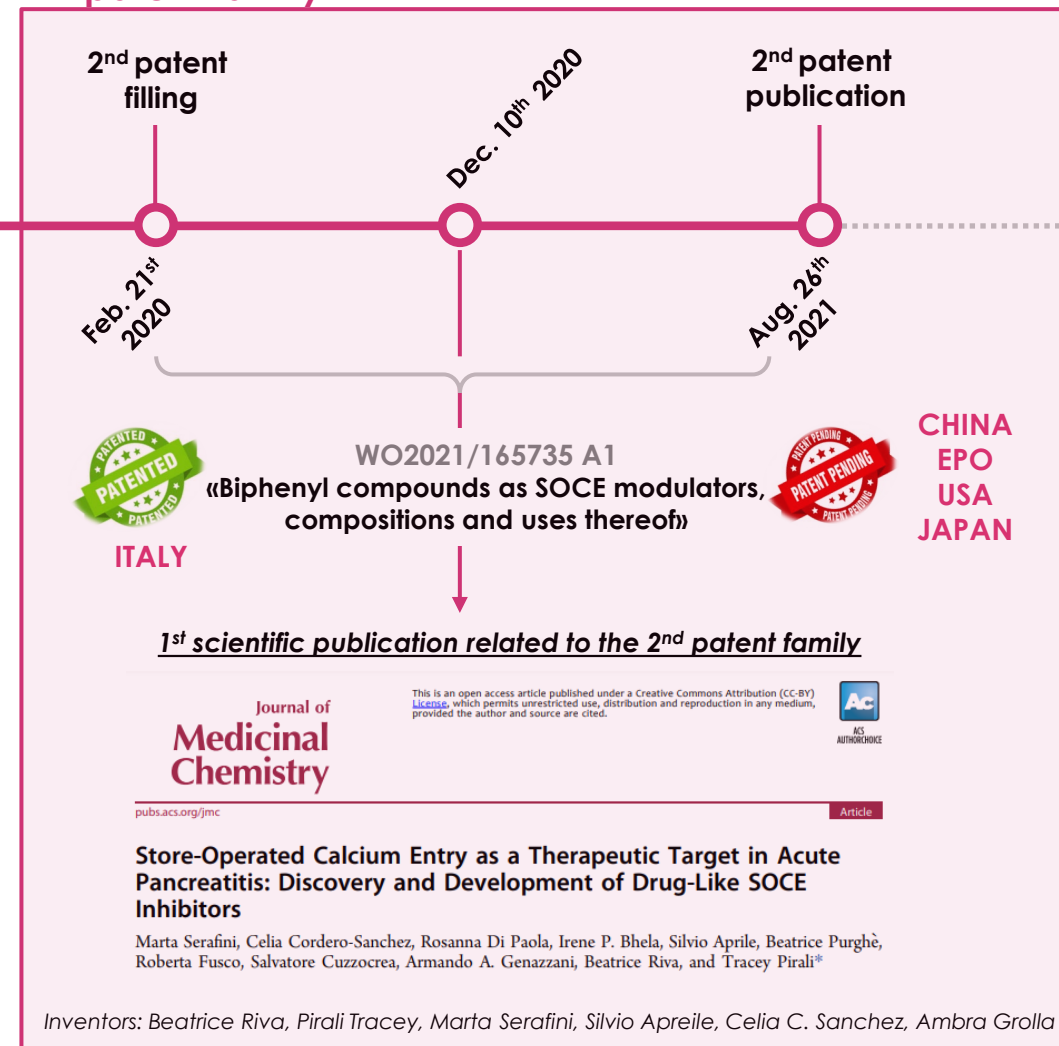 2nd patent
filling
Dec. 10th 2020
2nd patent
publication
Feb. 21st
2020
Aug. 26th
2021
PATENTED
PATENTED
PATENTED
ITALY
WO2021/165735 A1
«Biphenyl compounds as SOCE modulators,
compositions and uses thereof»
PATENT PENDING
PATENT PENDING
PATENT PENDING
CHINA
EPO
USA
JAPAN
1st scientific publication related to the 2nd patent family
Journal of
Medicinal
Chemistry
This is an open access article published under a Creative Commons Attribution (CC-BY)
License, which permits unrestricted use, distribution and reproduction in any medium,
provided the author and source are cited.
AC
ACS
AUTHORCHOICE
pubs.acs.org/jmc
Article
Store-Operated Calcium Entry as a Therapeutic Target in Acute
Pancreatitis: Discovery and Development of Drug-Like SOCE
Inhibitors
Marta Serafini, Celia Cordero-Sanchez, Rosanna Di Paola, Irene P. Bhela, Silvio Aprile, Beatrice Purghè,
Roberta Fusco, Salvatore Cuzzocrea, Armando A. Genazzani, Beatrice Riva, and Tracey Pirali*
Inventors: Beatrice Riva, Pirali Tracey, Marta Serafini, Silvio Apreile, Celia C. Sanchez, Ambra Grolla